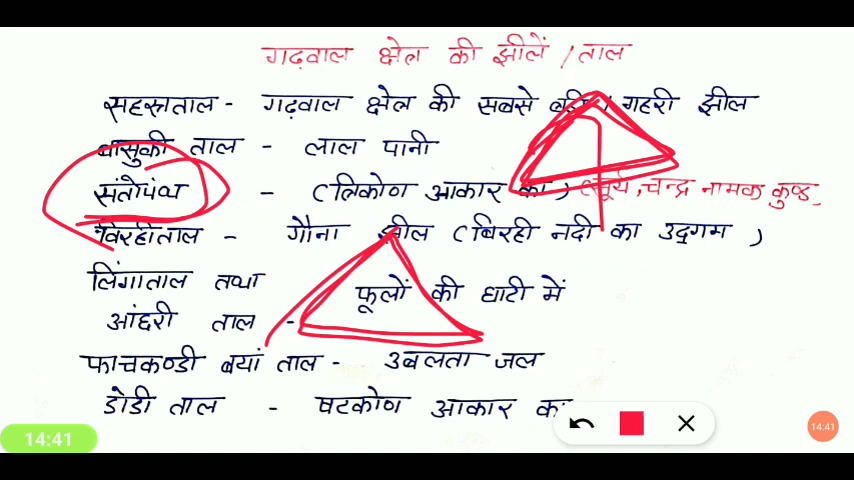 गढ़वाल क्षेत्र की झीलें / ताल
सहस्त्रताल - गढ़वाल क्षेत्र की सबसे बड़ी / गहरी झील
बासुकी ताल - लाल पानी
संतोपंथ - (त्रिकोण आकार का) (सूर्य, चन्द्र नामक कुण्ड
विरहीताल - गौना झील (बिरही नदी का उद्गम)
लिंगाताल तथा
आंछरी ताल - फूलों की घाटी में
फाचकण्डी बयां ताल - उबलता जल
डोडी ताल - षटकोण आकार का
14:41
14:41